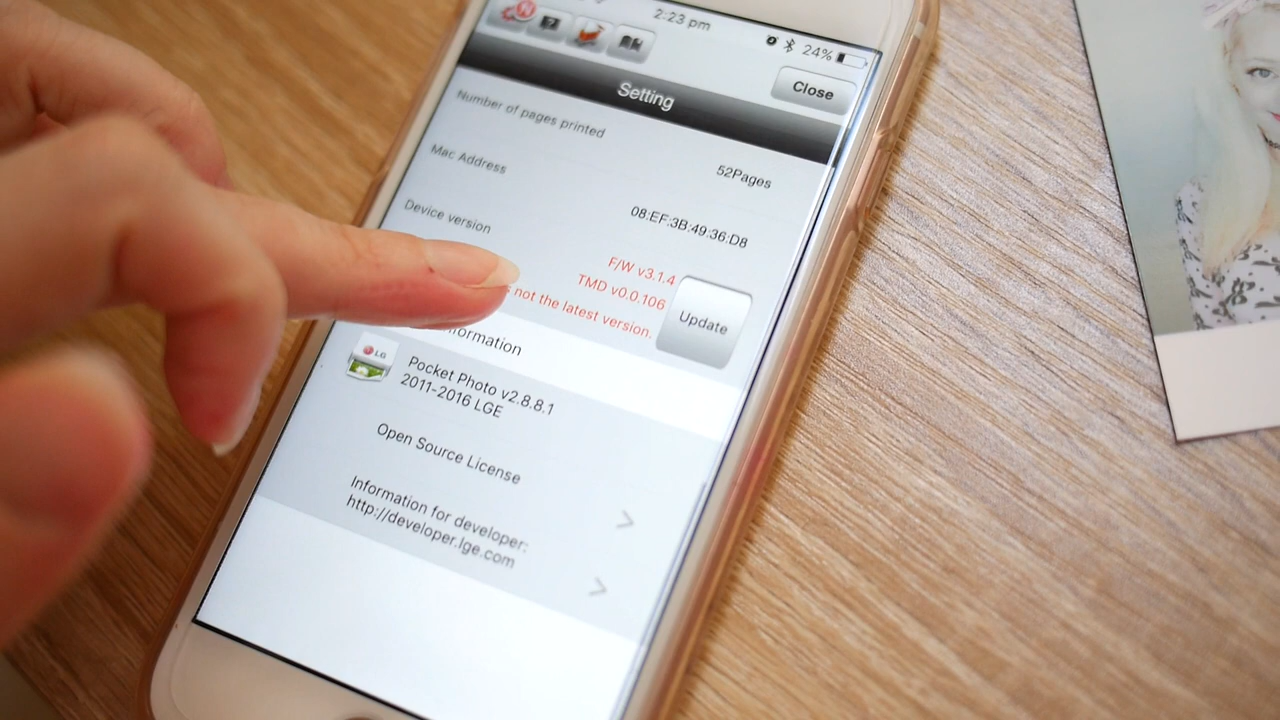 2:23 pm
24%
N
?
Setting
Close
Number of pages printed
52Pages
Mac Address
08:EF:3B:49:36:D8
Device version
F/W v3.1.4
TMD v0.0.106
not the latest version.
Update
LG
Pocket Photo v2.8.8.1
2011-2016 LGE
Open Source License
Information for developer:
http://developer.lge.com